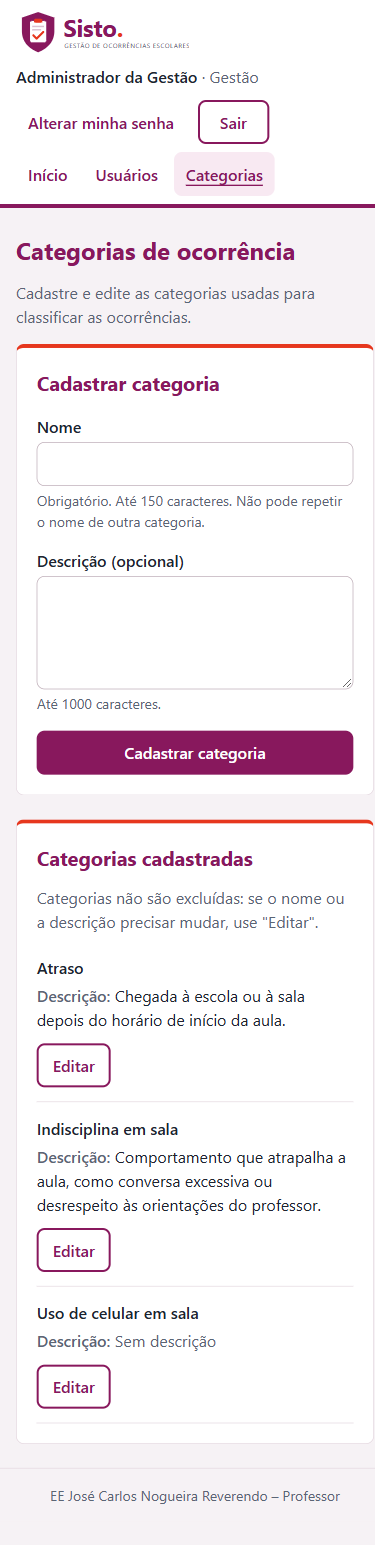 Sisto.
GESTÃO DE OCORRÊNCIAS ESCOLARES
Administrador da Gestão · Gestão
Alterar minha senha
Sair
Início
Usuários
Categorias
Categorias de ocorrência
Cadastre e edite as categorias usadas para
classificar as ocorrências.
Cadastrar categoria
Nome
Obrigatório. Até 150 caracteres. Não pode repetir
o nome de outra categoria.
Descrição (opcional)
Até 1000 caracteres.
Cadastrar categoria
Categorias cadastradas
Categorias não são excluídas: se o nome ou
a descrição precisar mudar, use "Editar".
Atraso
Descrição: Chegada à escola ou à sala
depois do horário de início da aula.
Editar
Indisciplina em sala
Descrição: Comportamento que atrapalha a
aula, como conversa excessiva ou
desrespeito às orientações do professor.
Editar
Uso de celular em sala
Descrição: Sem descrição
Editar
EE José Carlos Nogueira Reverendo – Professor